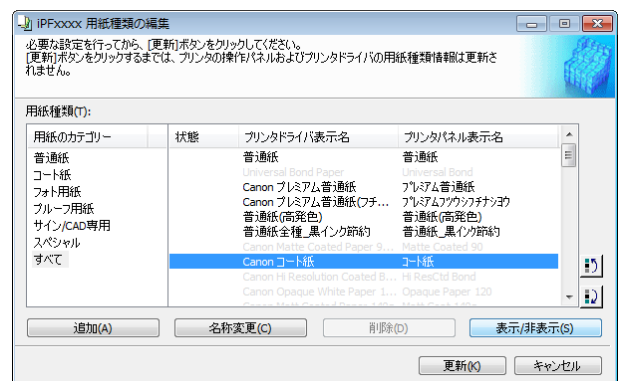 iPFxxxx 用紙種類の編集
必要な設定を行ってから、[更新]ボタンをクリックしてください。
[更新]ボタンをクリックするまでは、プリンタの操作パネルおよびプリンタドライバの用紙種類情報は更新さ
れません。
用紙種類(T):
用紙のカテゴリー 状態 プリンタドライバ表示名 プリンタパネル表示名
普通紙 普通紙 普通紙
コート紙 Universal Bond Paper Universal Bond
フォト用紙 Canon プレミアム普通紙 プレミアム普通紙
プルーフ用紙 Canon プレミアム普通紙(フチ... プレミアムフツウシフチナシヨウ
サイン/CAD専用 普通紙(高発色) 普通紙(高発色)
スペシャル 普通紙全種_黒インク節約 普通紙_黒インク節約
すべて Canon Matte Coated Paper 9... Matte Coated 90
Canon コート紙 コート紙
Canon Hi Resolution Coated B... Hi ResCtd Bond
Canon Opaque White Paper 1... Opaque Paper 120
追加(A) 名称変更(C) 削除(D) 表示/非表示(S)
更新(K) キャンセル